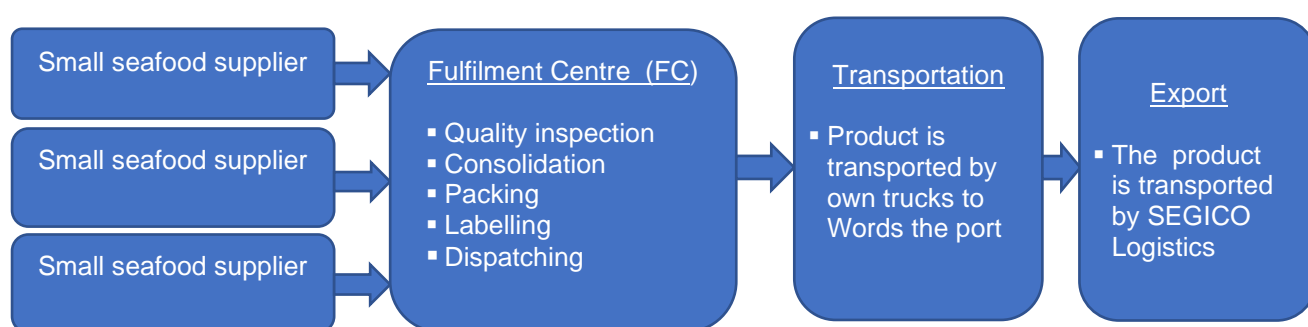 Small seafood supplier
Small seafood supplier
Small seafood supplier
Fulfilment Centre (FC)
▪ Quality inspection
▪ Consolidation
▪ Packing
▪ Labelling
▪ Dispatching
Transportation
▪ Product is
transported by
own trucks to
Words the port
Export
▪ The product
is transported
by SEGICO
Logistics